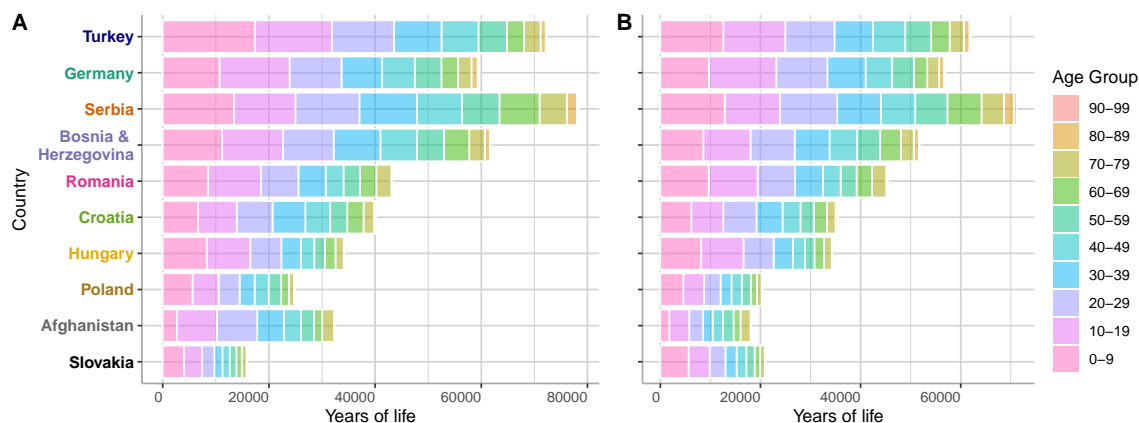 A
B
Country
Turkey
Germany
Serbia
Bosnia &
Herzegovina
Romania
Croatia
Hungary
Poland
Afghanistan
Slovakia
0 20000 40000 60000 80000
Years of life
0 20000 40000 60000
Years of life
Age Group
90−99
80−89
70−79
60−69
50−59
40−49
30−39
20−29
10−19
0−9